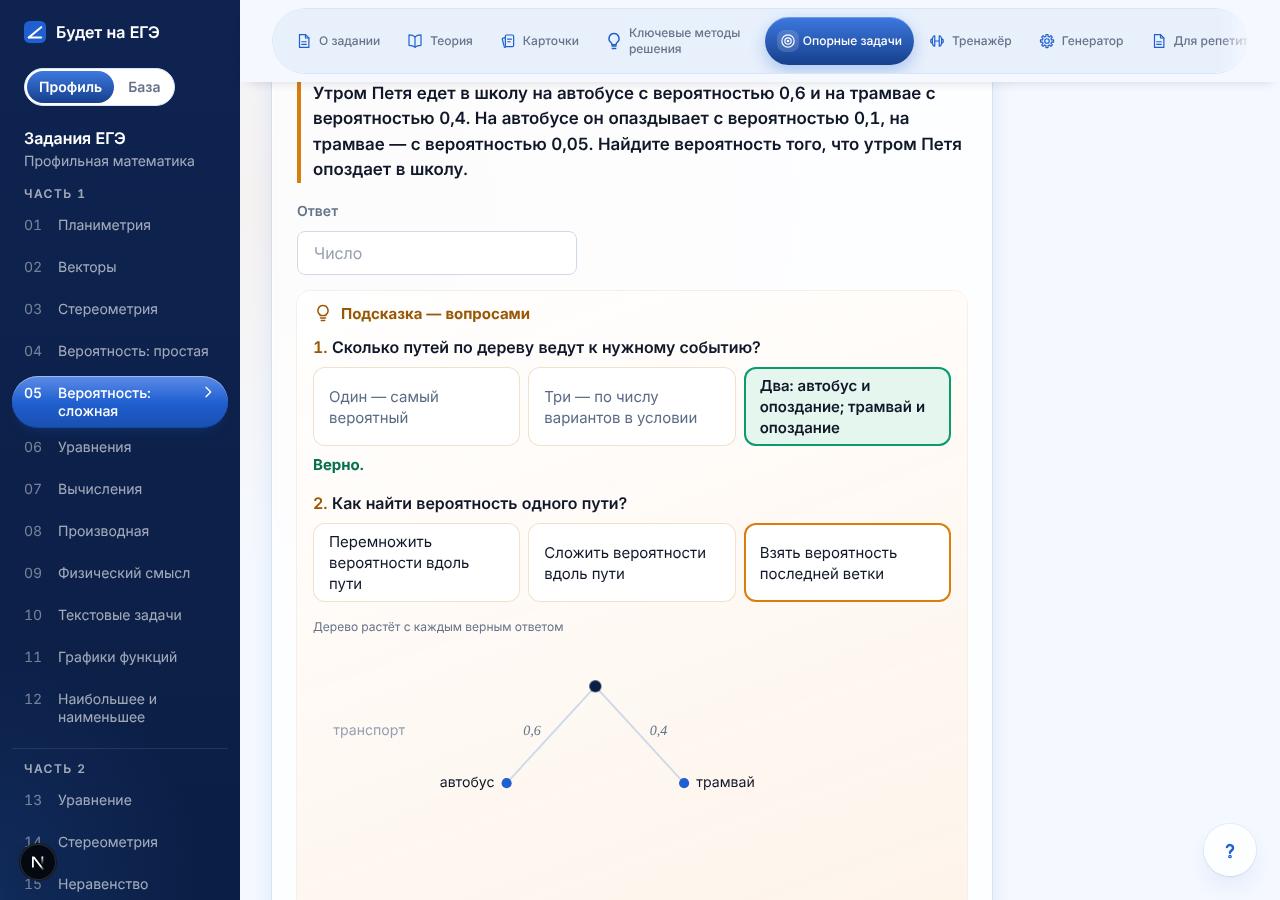 Будет на ЕГЭ
Профиль
База
Задания ЕГЭ
Профильная математика
ЧАСТЬ 1
01 Планиметрия
02 Векторы
03 Стереометрия
04 Вероятность: простая
05 Вероятность:
сложная
06 Уравнения
07 Вычисления
08 Производная
09 Физический смысл
10 Текстовые задачи
11 Графики функций
12 Наибольшее и
наименьшее
ЧАСТЬ 2
13 Уравнение
14 Стереометрия
N
15 Неравенство
О задании
Теория
Карточки
Ключевые методы
решения
Опорные задачи
Тренажёр
Генератор
Для
Утром Петя едет в школу на автобусе с вероятностью 0,6 и на трамвае с
вероятностью 0,4. На автобусе он опаздывает с вероятностью 0,1, на
трамвае — с вероятностью 0,05. Найдите вероятность того, что утром Петя
опоздает в школу.
Ответ
Число
Подсказка — вопросами
1. Сколько путей по дереву ведут к нужному событию?
Один — самый
вероятный
Три — по числу
вариантов в условии
Два: автобус и
опоздание; трамвай и
опоздание
Верно.
2. Как найти вероятность одного пути?
Перемножить
вероятности вдоль
пути
Сложить вероятности
вдоль пути
Взять вероятность
последней ветки
Дерево растёт с каждым верным ответом
транспорт
0,6
0,4
автобус
трамвай
?